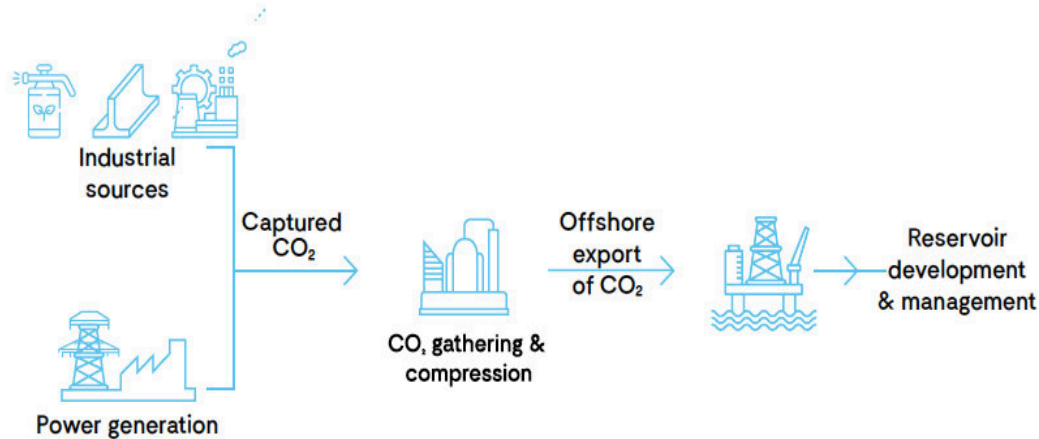 Industrial
sources
Captured
CO₂
Offshore
export
of CO₂
Reservoir
development
& management
CO₂ gathering &
compression
Power generation